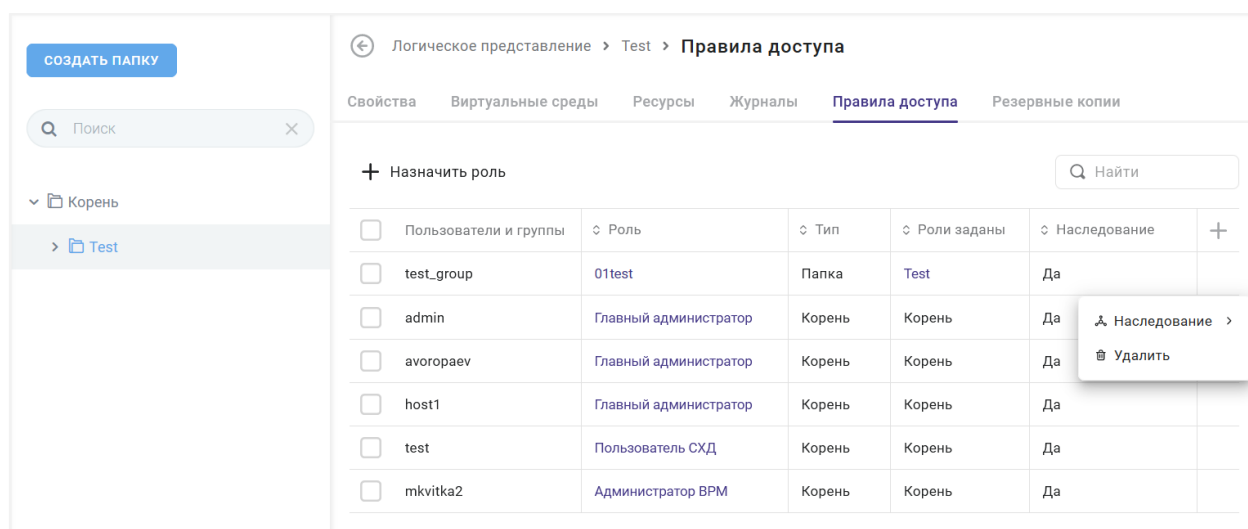 СОЗДАТЬ ПАПКУ
Поиск
Корень
Test
Логическое представление > Test > Правила доступа
Свойства Виртуальные среды Ресурсы Журналы Правила доступа Резервные копии
Назначить роль
Найти
Пользователи и группы Роль Тип Роли заданы Наследование
test_group 01test Папка Test Да
admin Главный администратор Корень Корень Да
avoropaev Главный администратор Корень Корень Да
host1 Главный администратор Корень Корень Да
test Пользователь СХД Корень Корень Да
mkvitka2 Администратор ВРМ Корень Корень Да
Наследование
Удалить